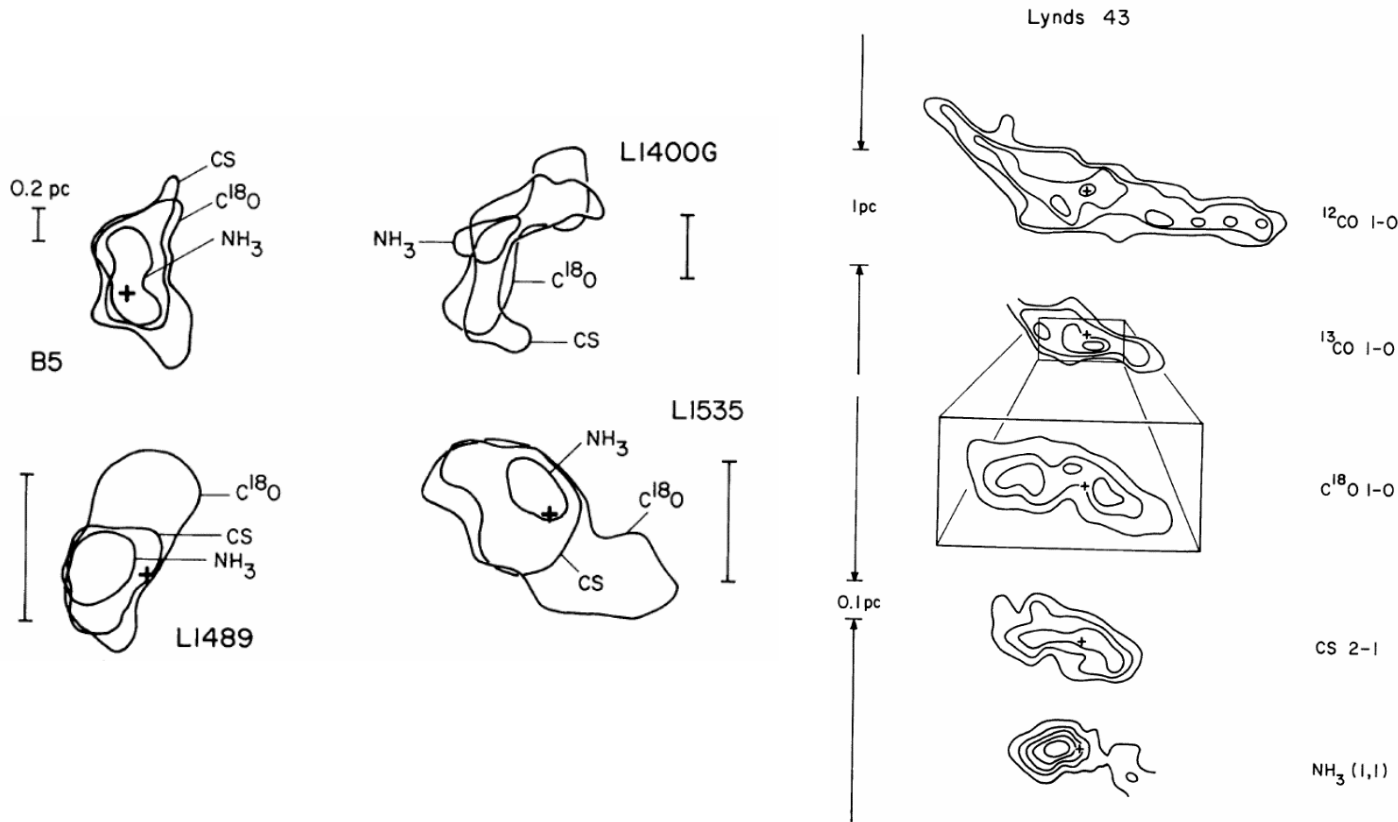 Lynds 43
CS
C¹⁸O
NH₃
0.2 pc
B5
L1400G
NH₃
C¹⁸O
CS
C¹⁸O
CS
NH₃
L1489
L1535
NH₃
C¹⁸O
CS
1pc
¹²CO 1-0
¹³CO 1-0
C¹⁸O 1-0
0.1pc
CS 2-1
NH₃ (1,1)